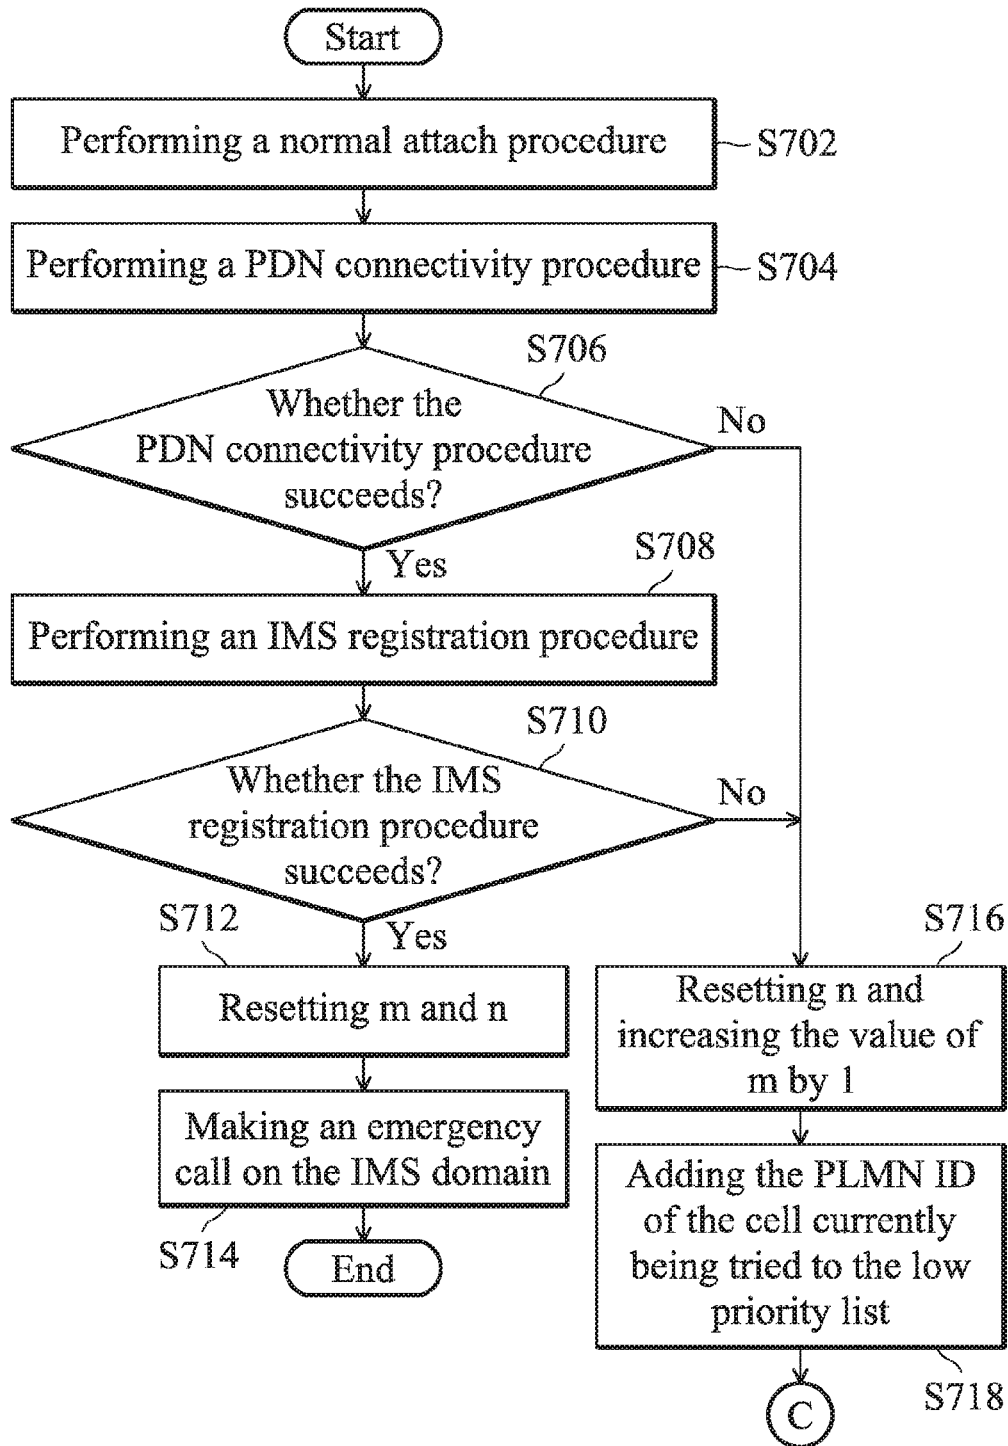 Start
Performing a normal attach procedure
S702
Performing a PDN connectivity procedure
S704
S706
Whether the
PDN connectivity procedure
succeeds?
No
Yes
S708
Performing an IMS registration procedure
S710
Whether the IMS
registration procedure
succeeds?
No
Yes
S712
Resetting m and n
Making an emergency
call on the IMS domain
S714
End
S716
Resetting n and
increasing the value of
m by 1
Adding the PLMN ID
of the cell currently
being tried to the low
priority list
S718
C